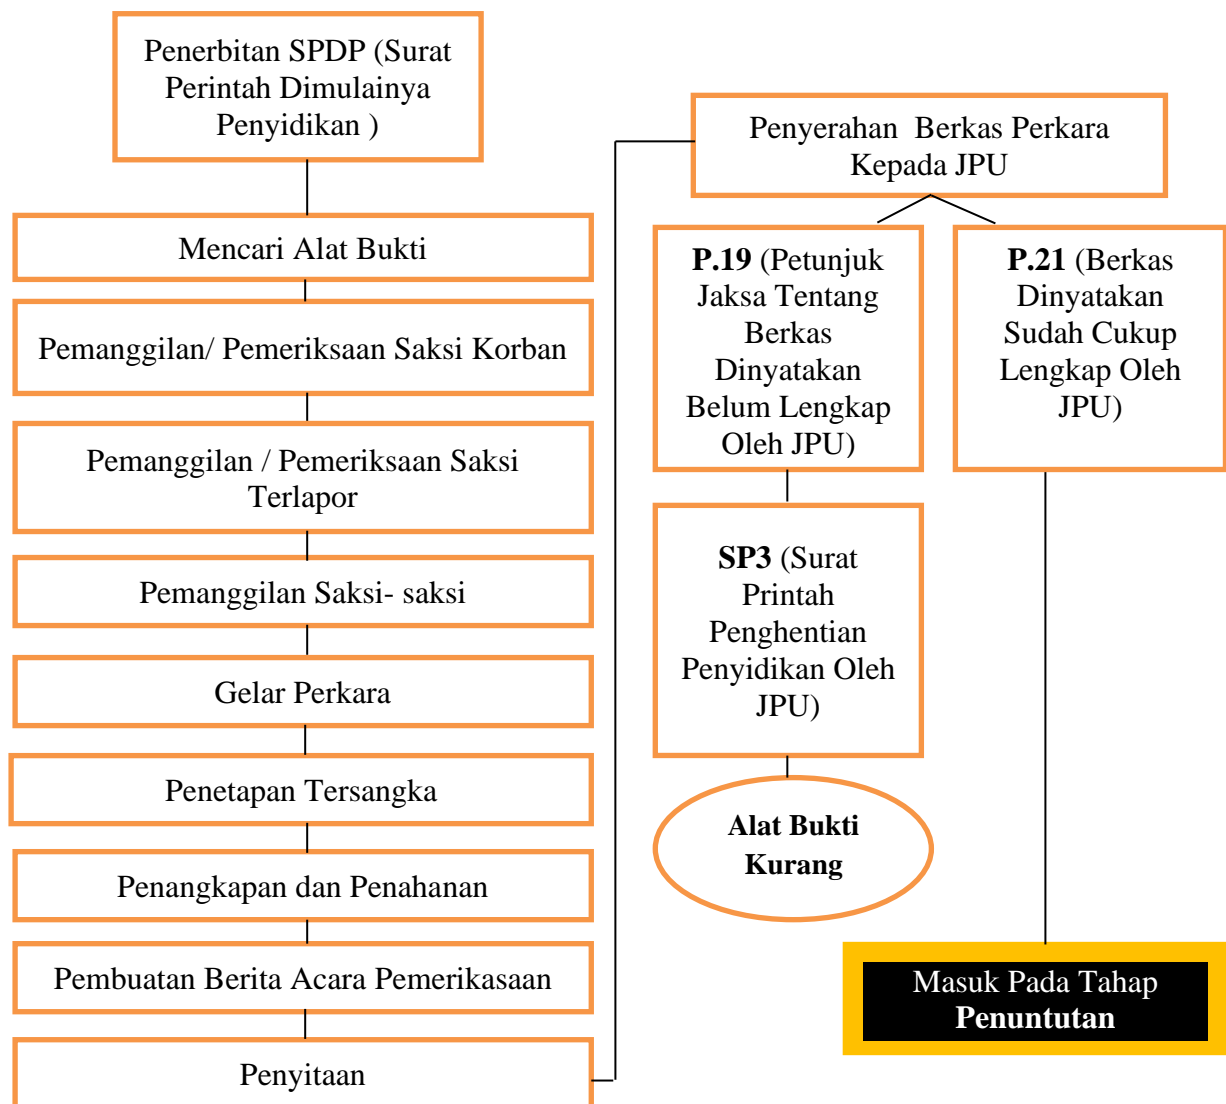 Penerbitan SPDP (Surat
Perintah Dimulainya
Penyidikan )
Mencari Alat Bukti
Pemanggilan/ Pemeriksaan Saksi Korban
Pemanggilan / Pemeriksaan Saksi
Terlapor
Pemanggilan Saksi- saksi
Gelar Perkara
Penetapan Tersangka
Penangkapan dan Penahanan
Pembuatan Berita Acara Pemerikasaan
Penyitaan
Penyerahan Berkas Perkara
Kepada JPU
P.19 (Petunjuk
Jaksa Tentang
Berkas
Dinyatakan
Belum Lengkap
Oleh JPU)
SP3 (Surat
Printah
Penghentian
Penyidikan Oleh
JPU)
Alat Bukti
Kurang
P.21 (Berkas
Dinyatakan
Sudah Cukup
Lengkap Oleh
JPU)
Masuk Pada Tahap
Penuntutan